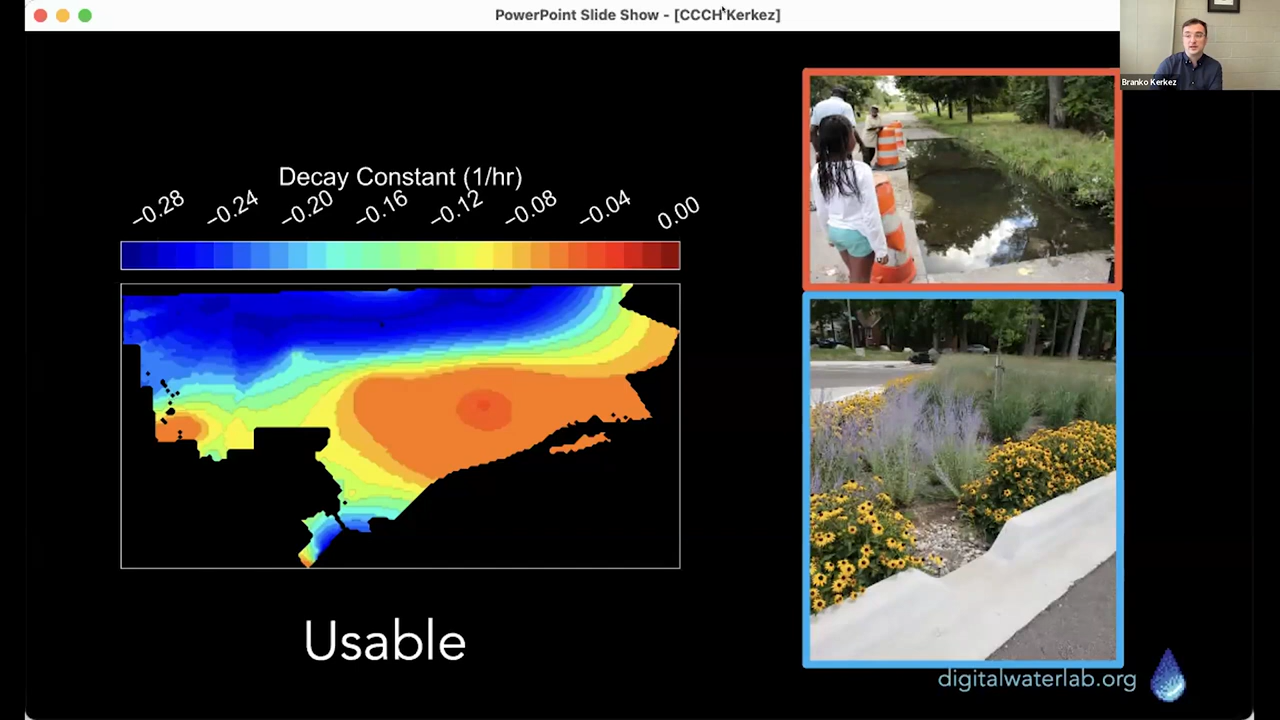 PowerPoint Slide Show - [CCCH Kerkez]
Branko Kerkez
Decay Constant (1/hr)
−0.28 −0.24 −0.20 −0.16 −0.12 −0.08 −0.04 0.00
Usable
digitalwaterlab.org